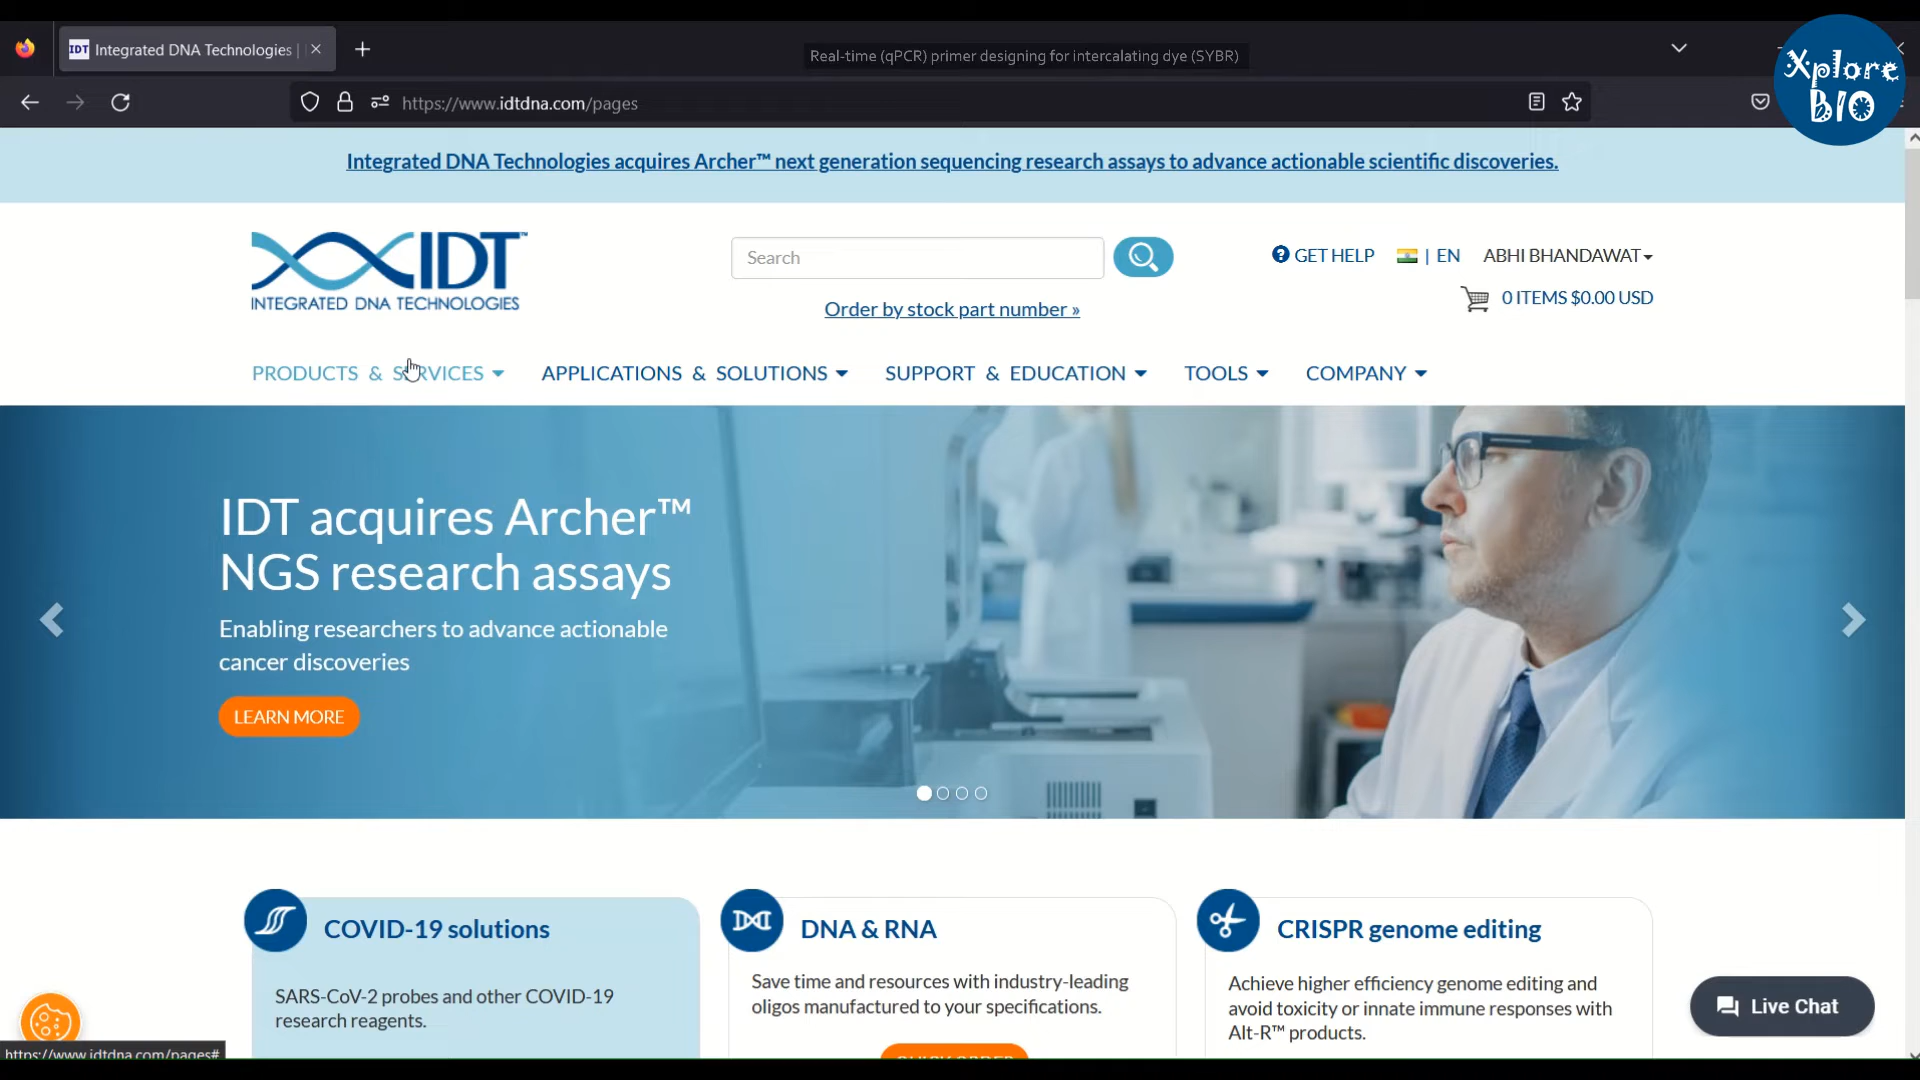 IDT Integrated DNA Technologies |
Real-time (qPCR) primer designing for intercalating dye (SYBR)
Xplore
BIO
https://www.idtdna.com/pages
Integrated DNA Technologies acquires Archer™ next generation sequencing research assays to advance actionable scientific discoveries.
IDT™
INTEGRATED DNA TECHNOLOGIES
Search
GET HELP
| EN
ABHI BHANDAWAT
Order by stock part number »
0 ITEMS $0.00 USD
PRODUCTS & SERVICES
APPLICATIONS & SOLUTIONS
SUPPORT & EDUCATION
TOOLS
COMPANY
IDT acquires Archer™
NGS research assays
Enabling researchers to advance actionable
cancer discoveries
LEARN MORE
COVID-19 solutions
SARS-CoV-2 probes and other COVID-19
research reagents.
DNA & RNA
Save time and resources with industry-leading
oligos manufactured to your specifications.
QUICK ORDER
CRISPR genome editing
Achieve higher efficiency genome editing and
avoid toxicity or innate immune responses with
Alt-R™ products.
Live Chat
https://www.idtdna.com/pages#